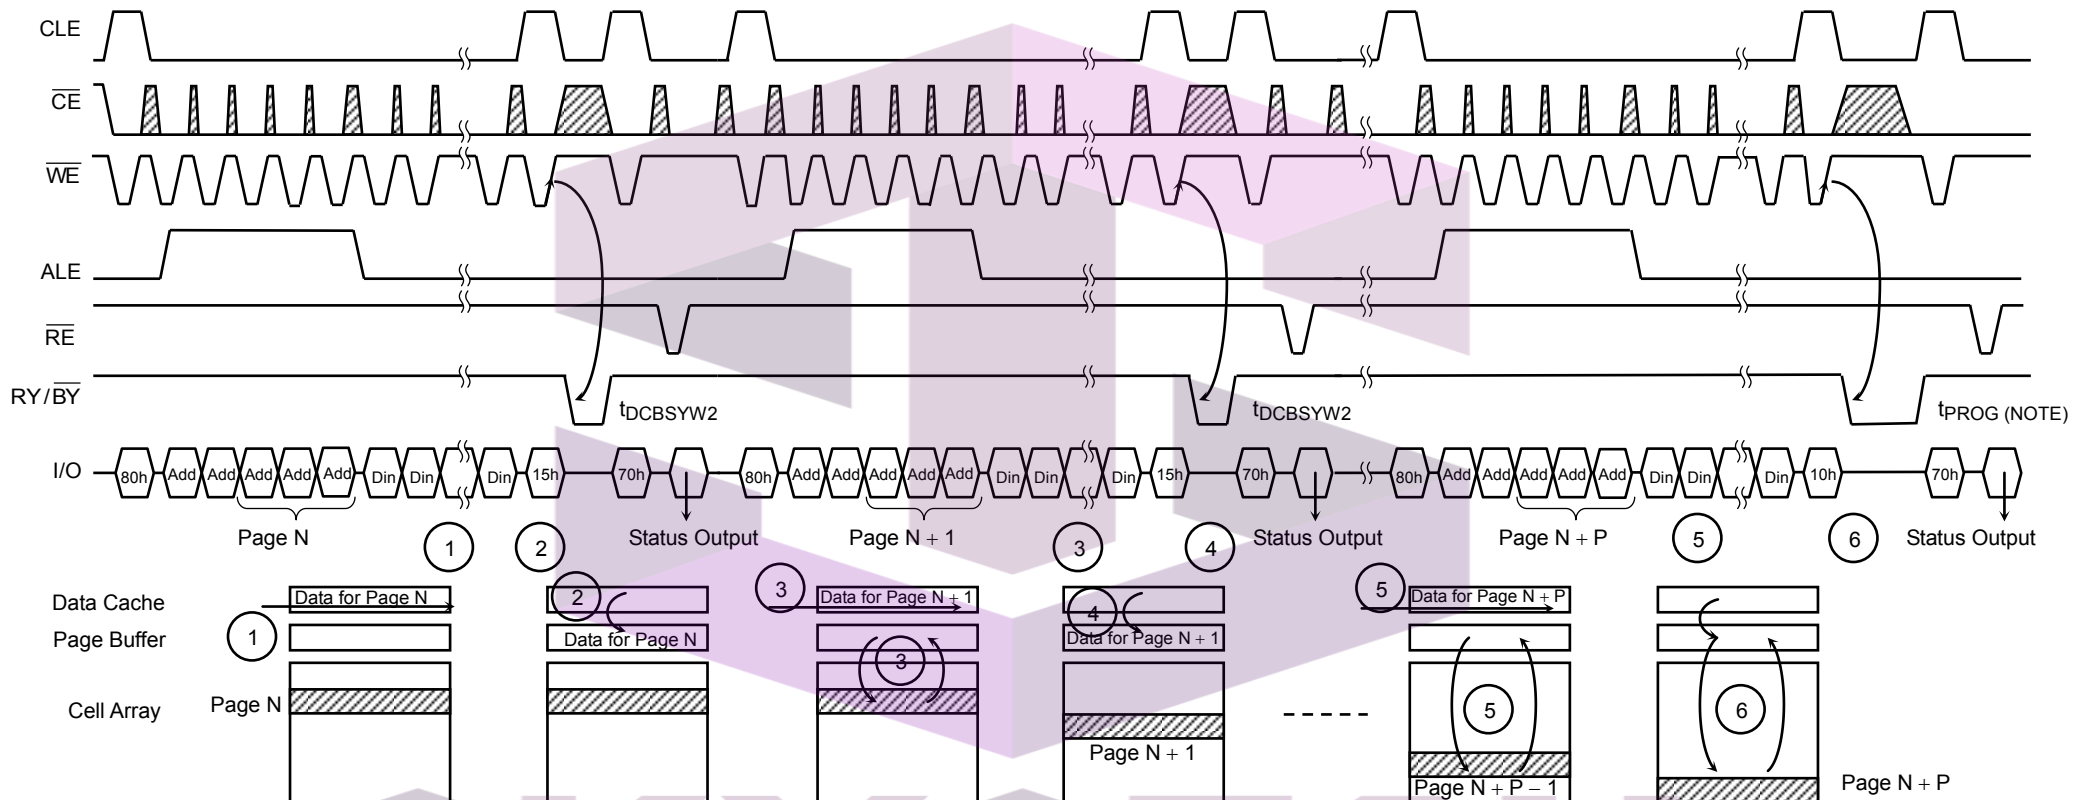 CLE
CE
WE
ALE
RE
RY/BY
tDCBSYW2
tDCBSYW2
tPROG (NOTE)
I/O
80h Add Add Add Add Add Din Din Din 15h 70h 80h Add Add Add Add Add Din Din Din 15h 70h 80h Add Add Add Add Add Din Din Din 10h 70h
Page N
1
2
Status Output
Page N + 1
3
4
Status Output
Page N + P
5
6
Status Output
Data Cache
Page Buffer
Cell Array
1
Data for Page N
Page N
2
Data for Page N
3
Data for Page N + 1
3
4
Data for Page N + 1
Page N + 1
5
Data for Page N + P
5
Page N + P − 1
6
Page N + P